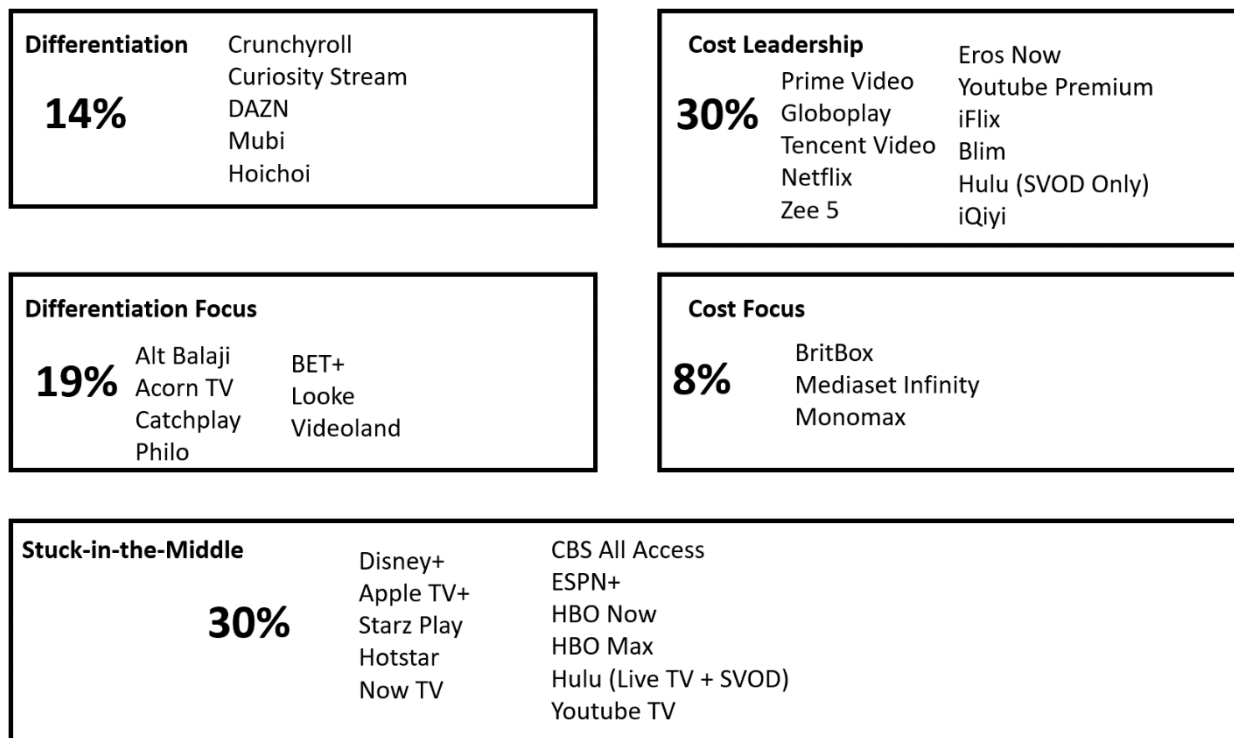 Differentiation
14%
Crunchyroll
Curiosity Stream
DAZN
Mubi
Hoichoi
Cost Leadership
30%
Prime Video
Globoplay
Tencent Video
Netflix
Zee 5
Eros Now
Youtube Premium
iFlix
Blim
Hulu (SVOD Only)
iQiyi
Differentiation Focus
19%
Alt Balaji
Acorn TV
Catchplay
Philo
BET+
Looke
Videoland
Cost Focus
8%
BritBox
Mediaset Infinity
Monomax
Stuck-in-the-Middle
30%
Disney+
Apple TV+
Starz Play
Hotstar
Now TV
CBS All Access
ESPN+
HBO Now
HBO Max
Hulu (Live TV + SVOD)
Youtube TV